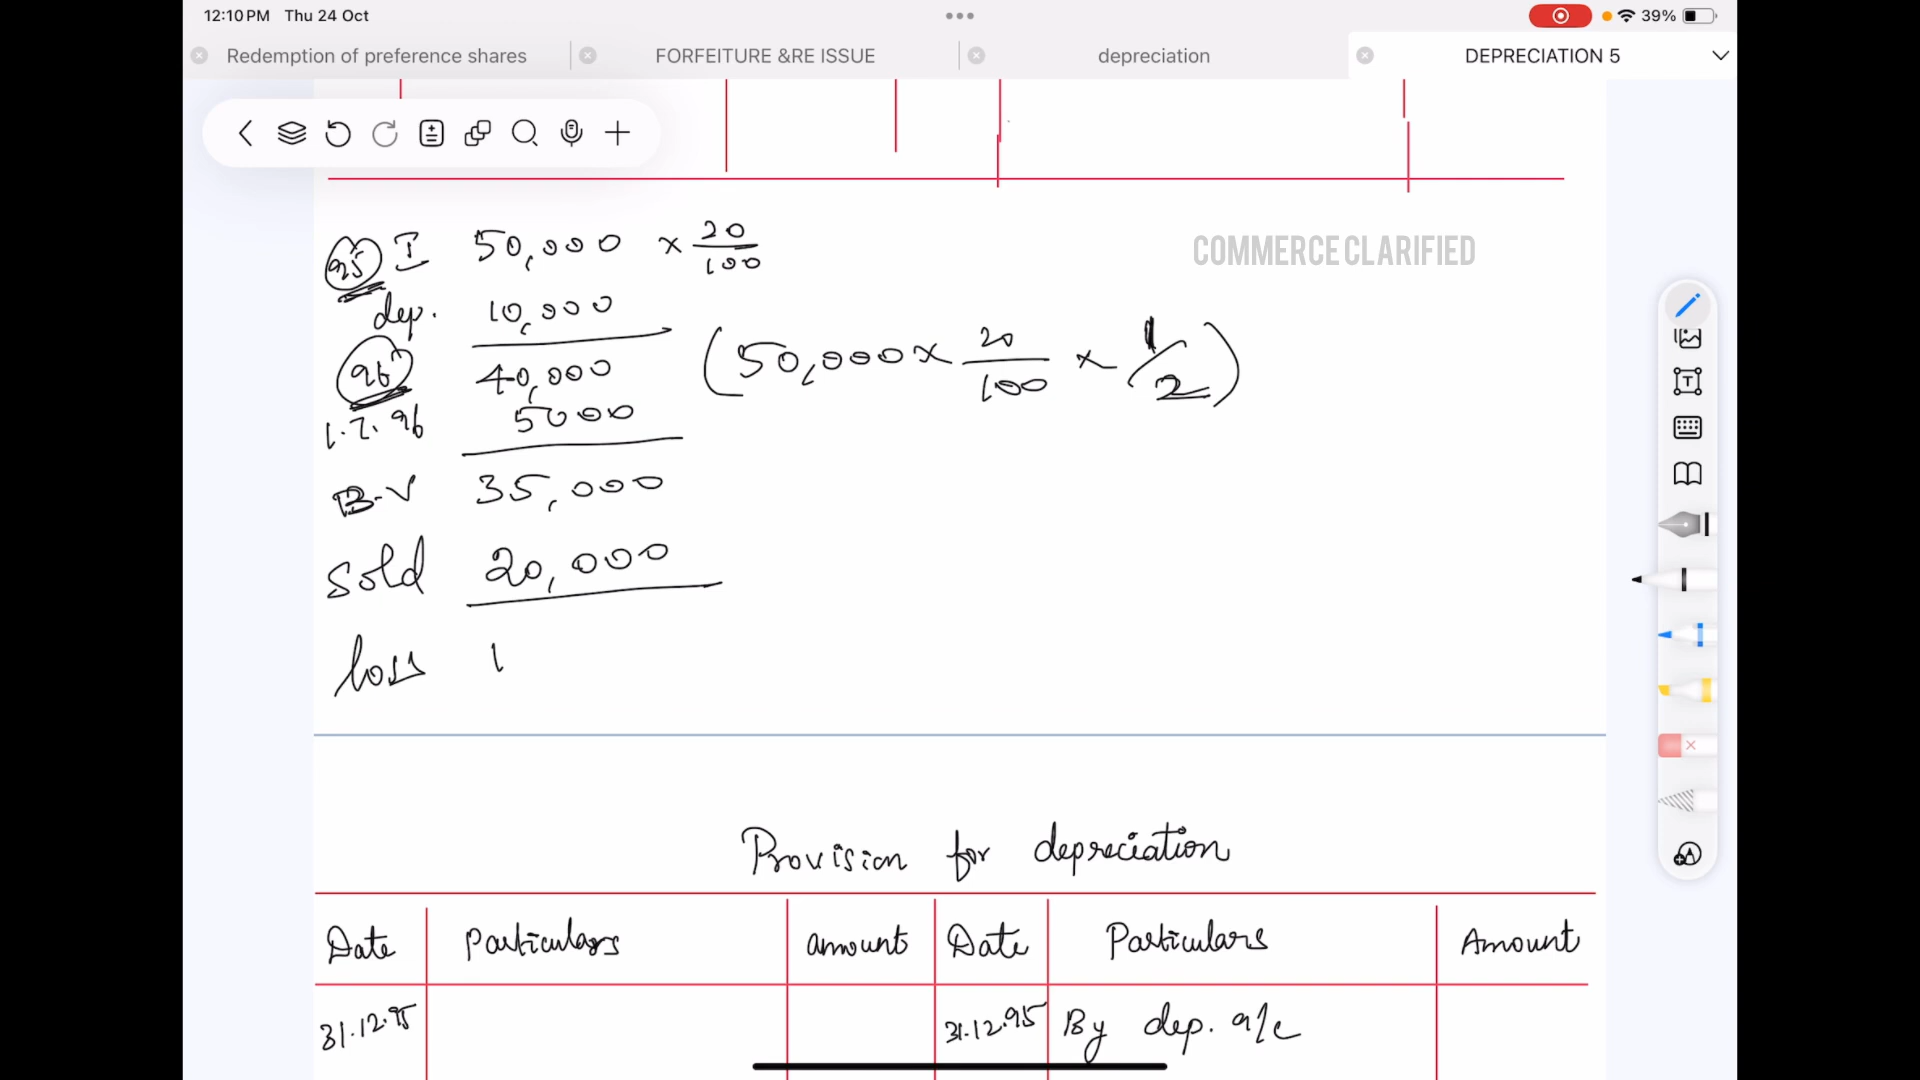 12:10 PM Thu 24 Oct
39%
Redemption of preference shares
FORFEITURE &RE ISSUE
depreciation
DEPRECIATION 5
COMMERCE CLARIFIED
95 I 50,000 x 20/100
dep. 10,000
96 40,000 (50,000 x 20/100 x 1/2)
1.7.96 5000
B.V 35,000
Sold 20,000
loss 1
Provision for depreciation
Date Particulars amount Date Particulars Amount
31.12.95 31.12.95 By dep. a/c